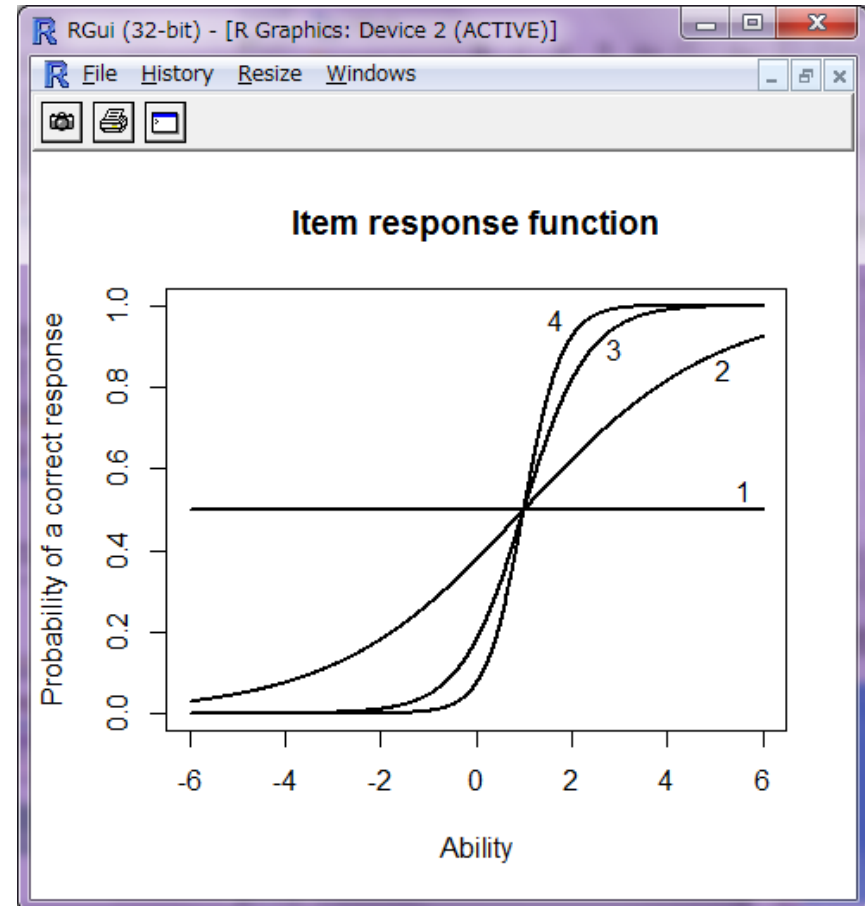 RGui (32-bit) - [R Graphics: Device 2 (ACTIVE)]
File History Resize Windows
Item response function
Probability of a correct response
1.0
0.8
0.6
0.4
0.2
0.0
4
3
2
1
-6 -4 -2 0 2 4 6
Ability